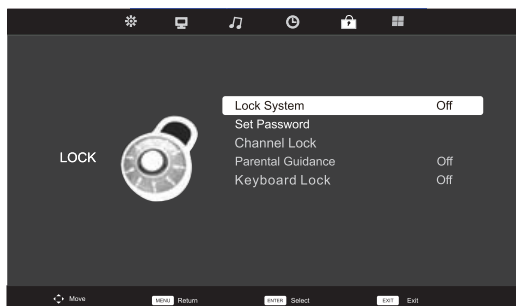 LOCK
Lock System Off
Set Password
Channel Lock
Parental Guidance Off
Keyboard Lock Off
Move MENU Return ENTER Select EXIT Exit